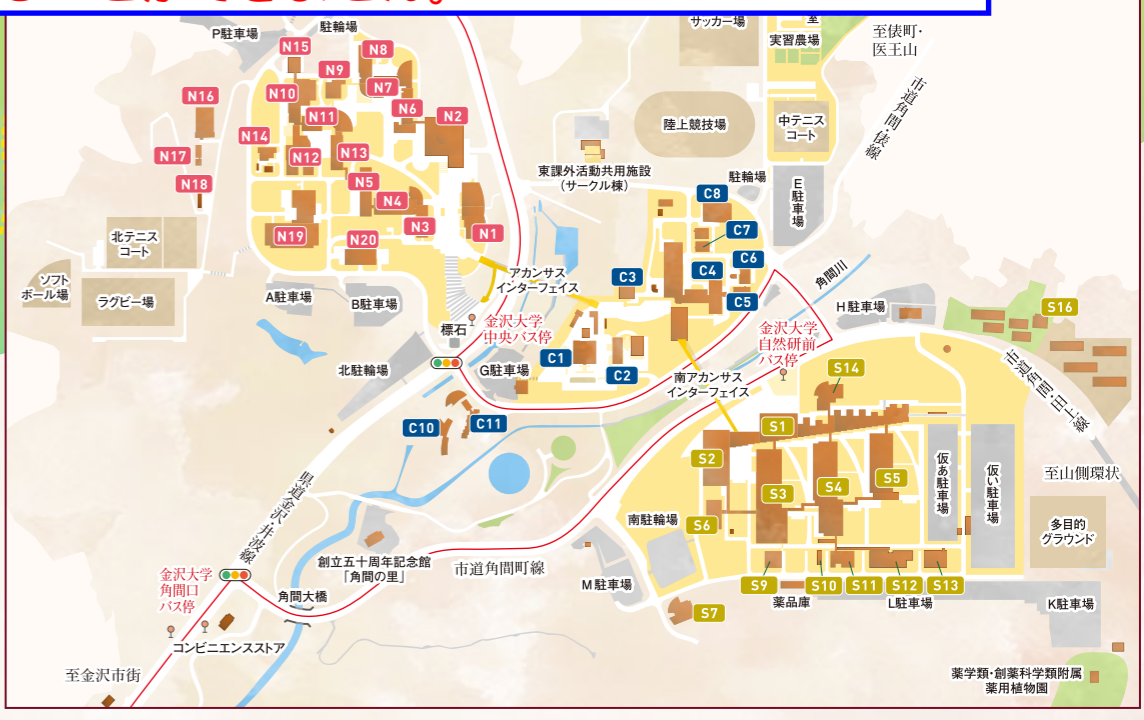 P駐車場
駐輪場
サッカー場
室
実習農場
至俵町・
医王山
市道角間・俵線
N15
N8
N9
N7
N10
N16
N6
N2
N11
N14
N12
N13
N17
N18
N5
N4
N3
N1
N19
N20
陸上競技場
中テニス
コート
東課外活動共用施設
(サークル棟)
駐輪場
E駐車場
C8
C7
C6
C4
C5
C3
北テニス
コート
ソフト
ボール場
ラグビー場
A駐車場
B駐車場
アカンサス
インターフェイス
角間川
H駐車場
S16
標石
金沢大学
中央バス停
金沢大学
自然研前
バス停
C1
C2
G駐車場
北駐輪場
南アカンサス
インターフェイス
市道角間・田上線
S14
C10
C11
S1
S2
S3
S4
S5
仮あ駐車場
仮い駐車場
至山側環状
多目的
グラウンド
県道金沢・井波線
南駐輪場
S6
創立五十周年記念館
「角間の里」
市道角間町線
金沢大学
角間口
バス停
角間大橋
M駐車場
S9
S10
S11
S12
S13
薬品庫
L駐車場
K駐車場
S7
コンビニエンスストア
至金沢市街
薬学類・創薬科学類附属
薬用植物園